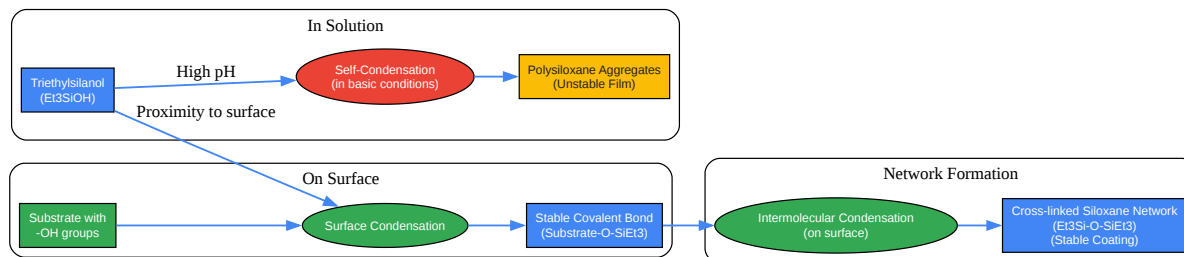 In Solution
Triethylsilanol
(Et3SiOH)
High pH
Self-Condensation
(in basic conditions)
Polysiloxane Aggregates
(Unstable Film)
Proximity to surface
On Surface
Substrate with
-OH groups
Surface Condensation
Stable Covalent Bond
(Substrate-O-SiEt3)
Network Formation
Intermolecular Condensation
(on surface)
Cross-linked Siloxane Network
(Et3Si-O-SiEt3)
(Stable Coating)